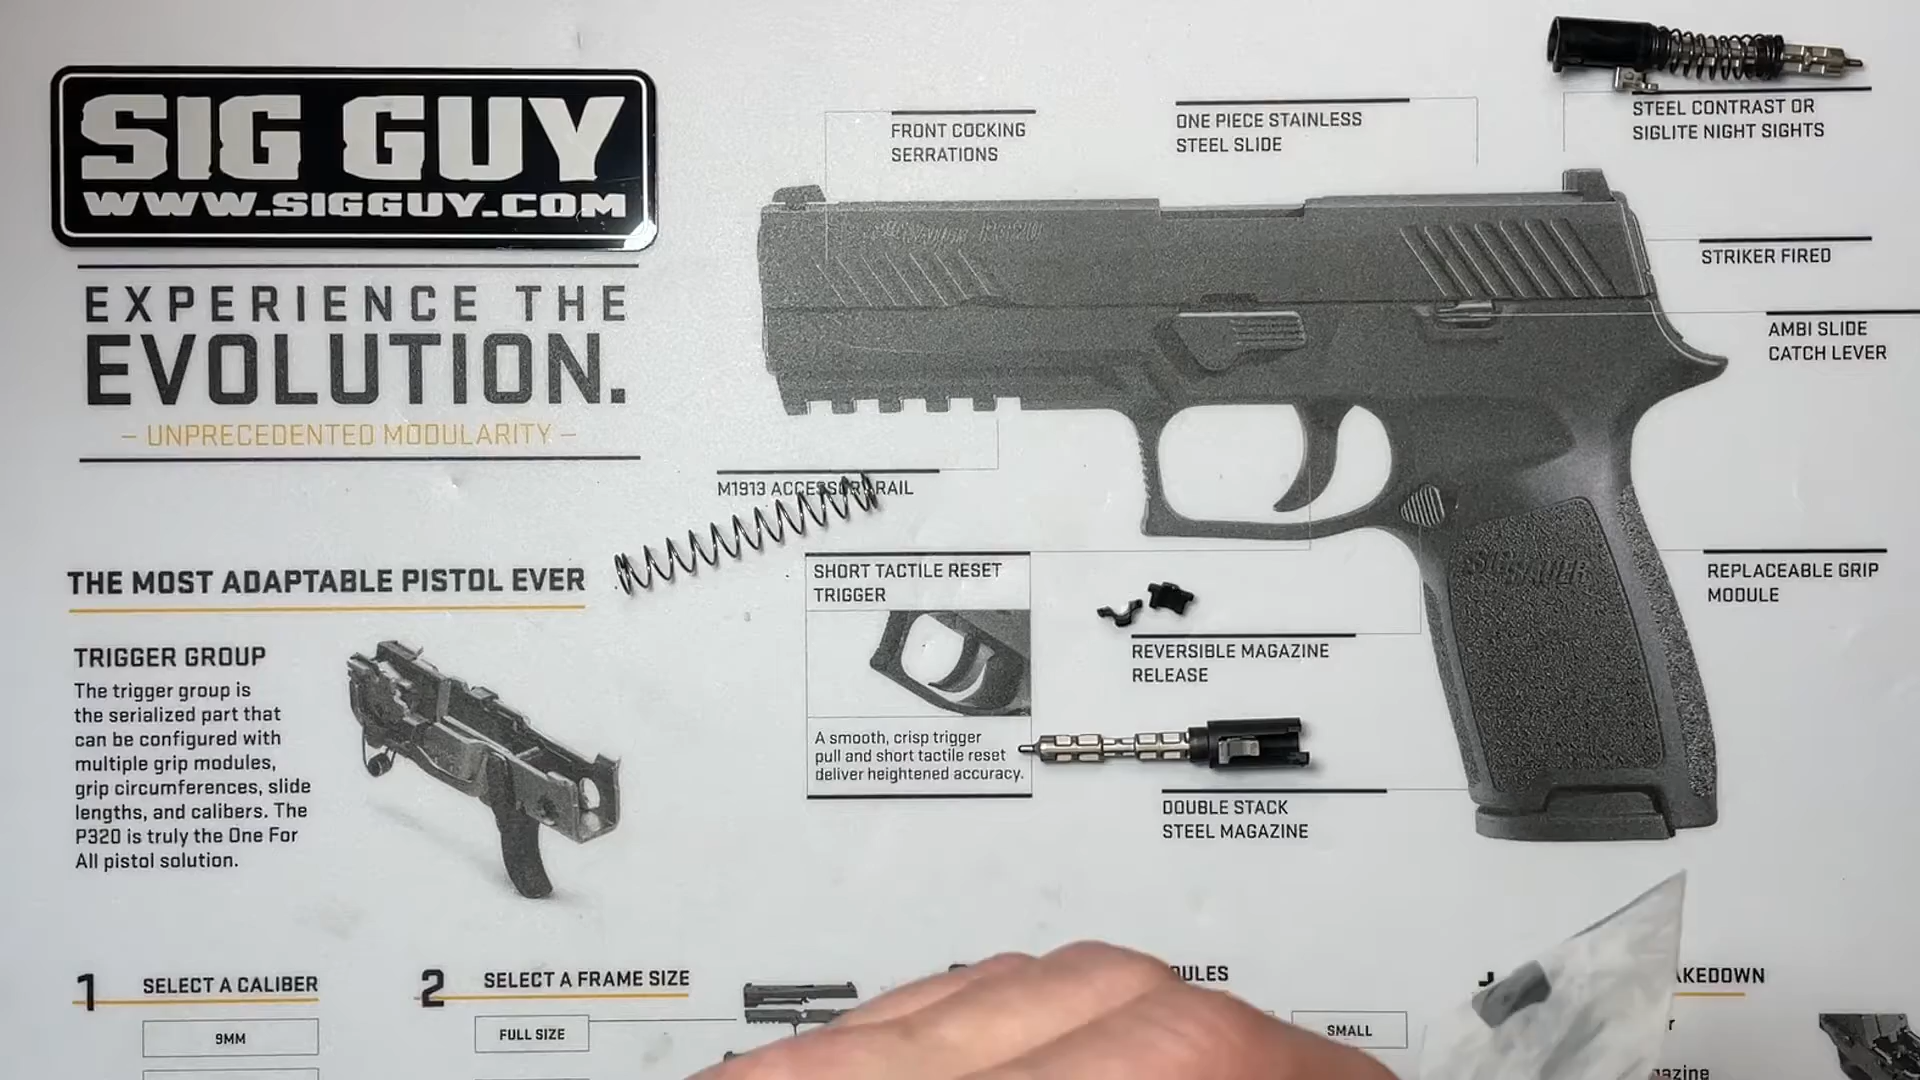 SIG GUY
WWW.SIGGUY.COM
EXPERIENCE THE
EVOLUTION.
– UNPRECEDENTED MODULARITY –
FRONT COCKING
SERRATIONS
ONE PIECE STAINLESS
STEEL SLIDE
STEEL CONTRAST OR
SIGLITE NIGHT SIGHTS
STRIKER FIRED
AMBI SLIDE
CATCH LEVER
M1913 ACCESSORY RAIL
THE MOST ADAPTABLE PISTOL EVER
SHORT TACTILE RESET
TRIGGER
A smooth, crisp trigger
pull and short tactile reset
deliver heightened accuracy.
REVERSIBLE MAGAZINE
RELEASE
SIG SAUER
REPLACEABLE GRIP
MODULE
DOUBLE STACK
STEEL MAGAZINE
TRIGGER GROUP
The trigger group is
the serialized part that
can be configured with
multiple grip modules,
grip circumferences, slide
lengths, and calibers. The
P320 is truly the One For
All pistol solution.
1 SELECT A CALIBER
9MM
2 SELECT A FRAME SIZE
FULL SIZE
SMALL